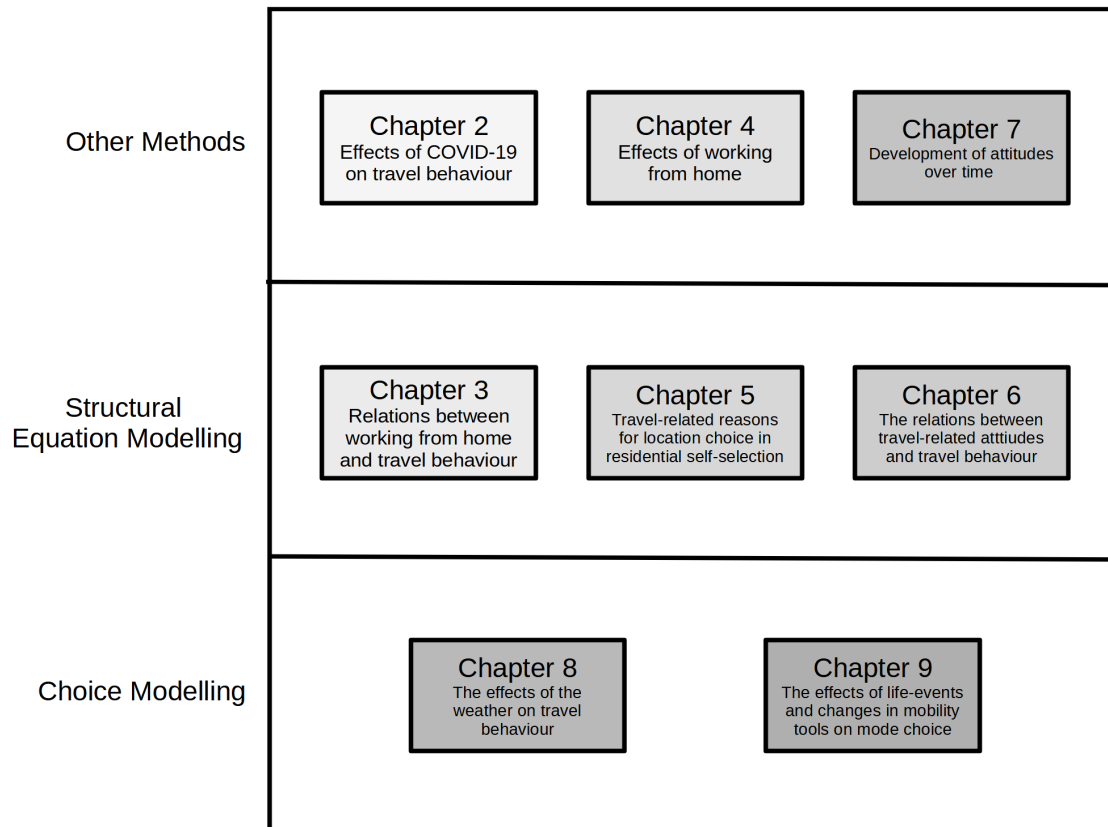 Other Methods
Chapter 2
Effects of COVID-19
on travel behaviour
Chapter 4
Effects of working
from home
Chapter 7
Development of attitudes
over time
Structural
Equation Modelling
Chapter 3
Relations between
working from home
and travel behaviour
Chapter 5
Travel-related reasons
for location choice in
residential self-selection
Chapter 6
The relations between
travel-related atttiudes
and travel behaviour
Choice Modelling
Chapter 8
The effects of the
weather on travel
behaviour
Chapter 9
The effects of life-events
and changes in mobility
tools on mode choice